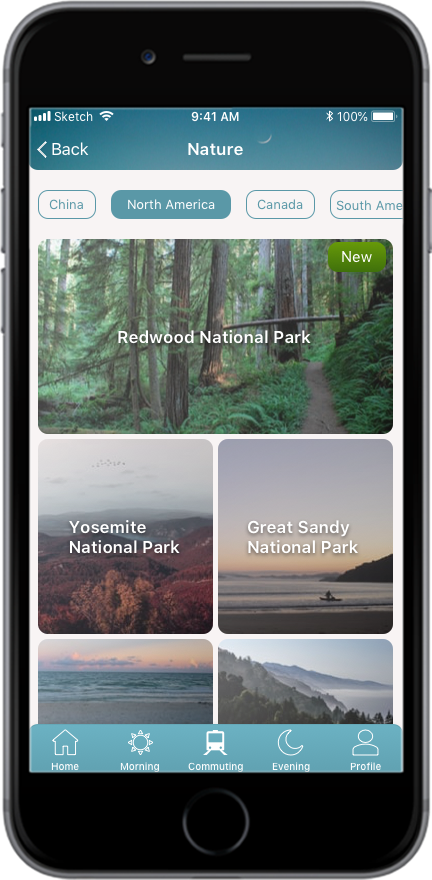 Sketch 9:41 AM 100%
Back Nature
China North America Canada South Ame
New
Redwood National Park
Yosemite
National Park
Great Sandy
National Park
Home Morning Commuting Evening Profile